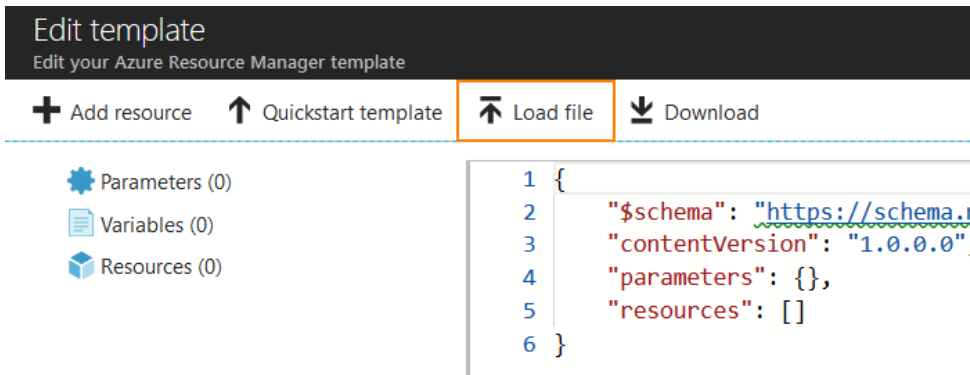 Edit template
Edit your Azure Resource Manager template
Add resource Quickstart template Load file Download
Parameters (0)
Variables (0)
Resources (0)
1 {
2 "$schema": "https://schema.
3 "contentVersion": "1.0.0.0",
4 "parameters": {},
5 "resources": []
6 }